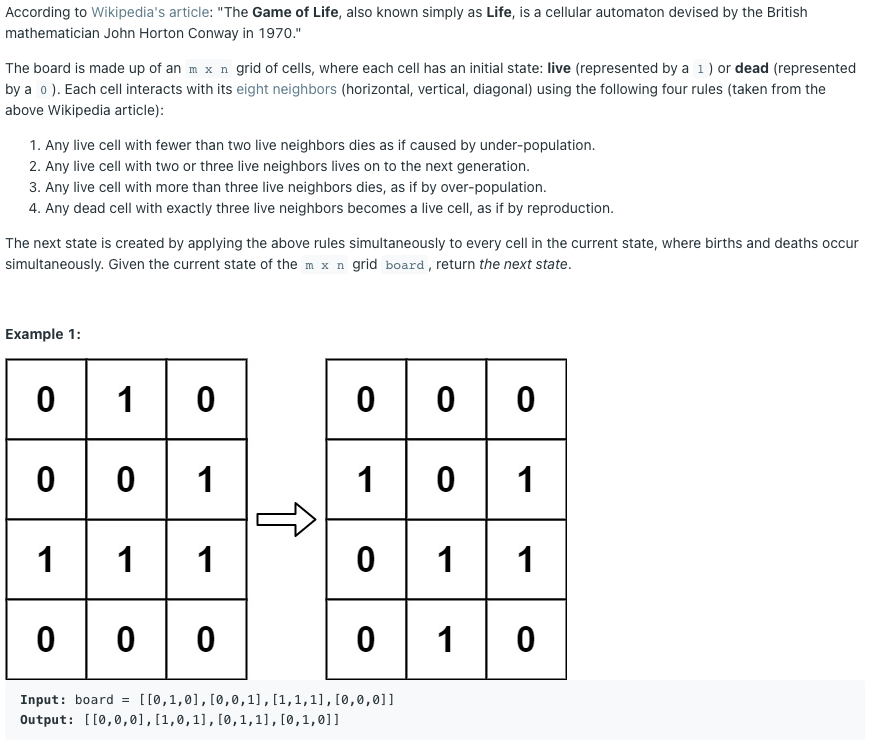 According to Wikipedia's article: "The Game of Life, also known simply as Life, is a cellular automaton devised by the British
mathematician John Horton Conway in 1970."
The board is made up of an m x n grid of cells, where each cell has an initial state: live (represented by a 1 ) or dead (represented
by a 0 ). Each cell interacts with its eight neighbors (horizontal, vertical, diagonal) using the following four rules (taken from the
above Wikipedia article):
1. Any live cell with fewer than two live neighbors dies as if caused by under-population.
2. Any live cell with two or three live neighbors lives on to the next generation.
3. Any live cell with more than three live neighbors dies, as if by over-population.
4. Any dead cell with exactly three live neighbors becomes a live cell, as if by reproduction.
The next state is created by applying the above rules simultaneously to every cell in the current state, where births and deaths occur
simultaneously. Given the current state of the m x n grid board , return the next state.
Example 1:
0 1 0 0 0 0
0 0 1 1 0 1
1 1 1 0 1 1
0 0 0 0 1 0
Input: board = [[0,1,0],[0,0,1],[1,1,1],[0,0,0]]
Output: [[0,0,0],[1,0,1],[0,1,1],[0,1,0]]